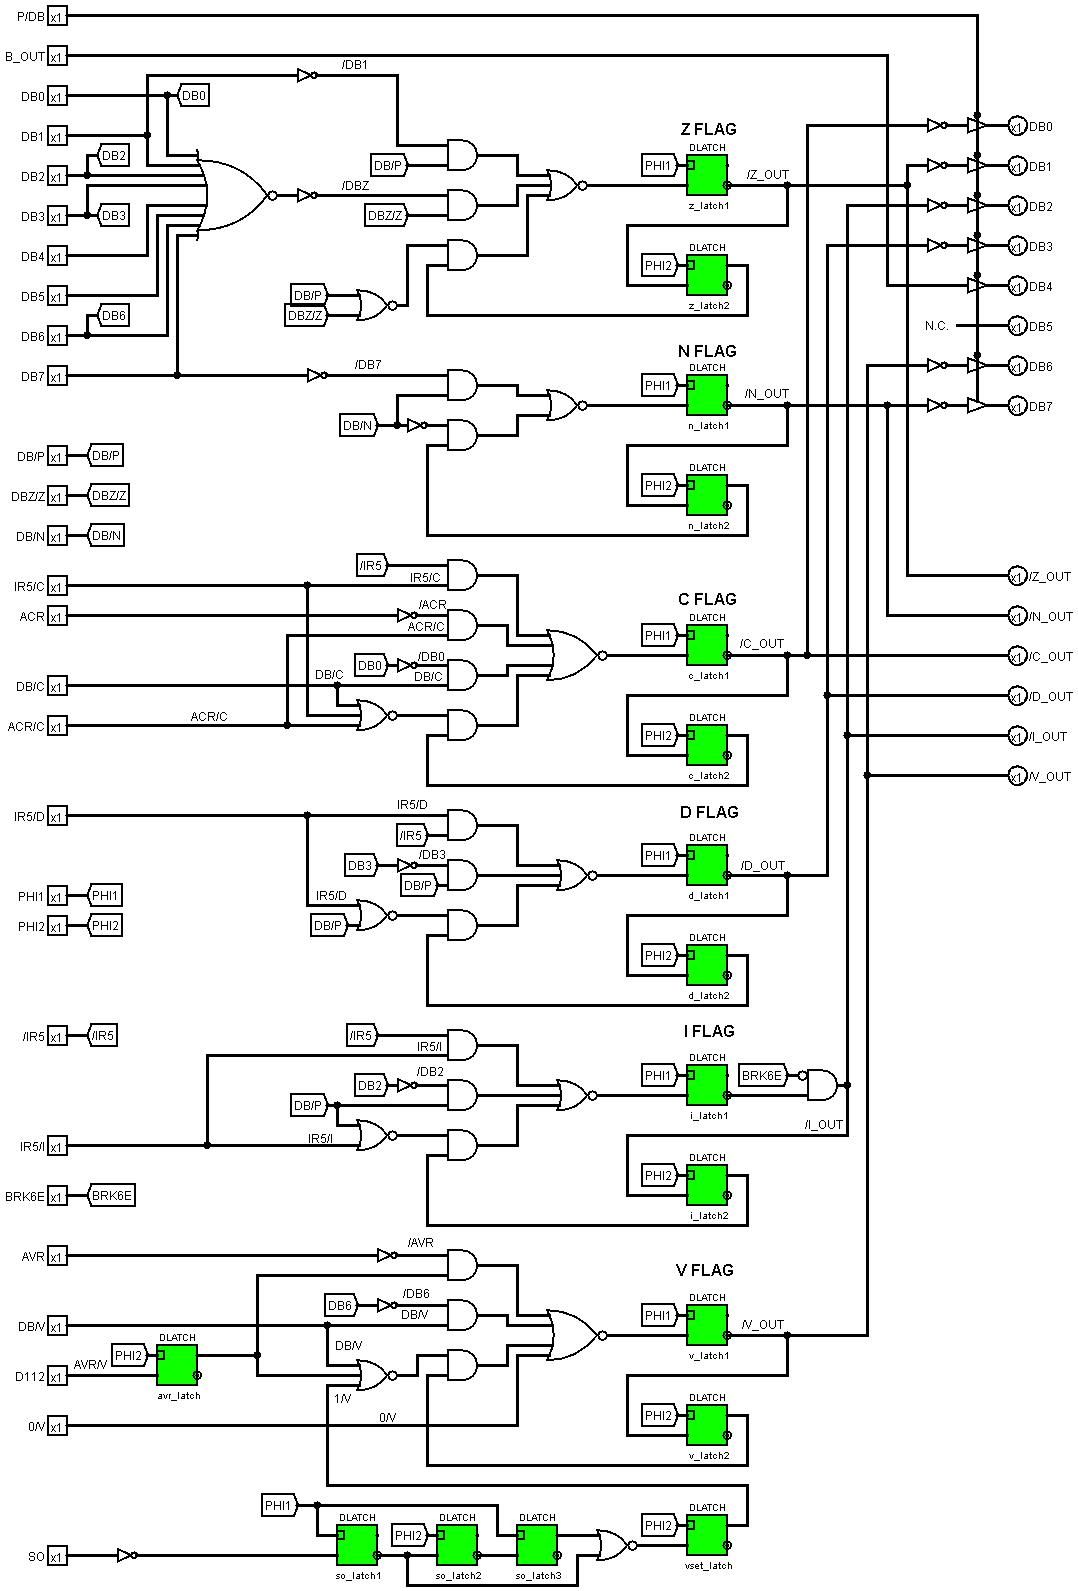 P/DB x1
B_OUT x1
/DB1
DB0 x1 DB0
Z FLAG
DB1 x1 x1 DB0
DLATCH
DB2 DB/P PHI1 x1 DB1
DB2 x1 /DBZ /Z_OUT
DB3 x1 DB3 DBZ/Z z_latch1 x1 DB2
DLATCH x1 DB3
DB4 x1 PHI2
DB5 x1 DB/P x1 DB4
DB6 DBZ/Z z_latch2
N.C. x1 DB5
DB6 x1
N FLAG
/DB7 DLATCH x1 DB6
DB7 x1 PHI1
/N_OUT x1 DB7
n_latch1
DB/N
DB/P x1 DB/P
DLATCH
PHI2
DBZ/Z x1 DBZ/Z
n_latch2
DB/N x1 DB/N
/IR5
IR5/C x1 IR5/C x1 /Z_OUT
C FLAG
/ACR
ACR x1 DLATCH x1 /N_OUT
ACR/C PHI1
/C_OUT
DB0 /DB0 x1 /C_OUT
DB/C DB/C c_latch1
DB/C x1 x1 /D_OUT
ACR/C DLATCH
ACR/C x1 PHI2 x1 /I_OUT
c_latch2 x1 /V_OUT
IR5/D
D FLAG
IR5/D x1
/IR5 DLATCH
/DB3 PHI1
DB3 /D_OUT
DB/P
PHI1 x1 PHI1 IR5/D d_latch1
PHI2 x1 PHI2 DB/P
DLATCH
PHI2
d_latch2
/IR5 x1 /IR5 /IR5 I FLAG
IR5/I
DLATCH
/DB2 PHI1 BRK6E
DB2
DB/P i_latch1
/I_OUT
IR5/I x1 IR5/I
DLATCH
PHI2
BRK6E x1 BRK6E
i_latch2
/AVR
AVR x1
V FLAG
/DB6 DLATCH
DB6 PHI1
DB/V
DB/V x1 /V_OUT
DLATCH DB/V v_latch1
PHI2
AVR/V
D112 x1
avr_latch 1/V DLATCH
PHI2
0/V x1 0/V
v_latch2
PHI1
DLATCH DLATCH DLATCH DLATCH
PHI2 PHI2
SO x1
so_latch1 so_latch2 so_latch3 vset_latch